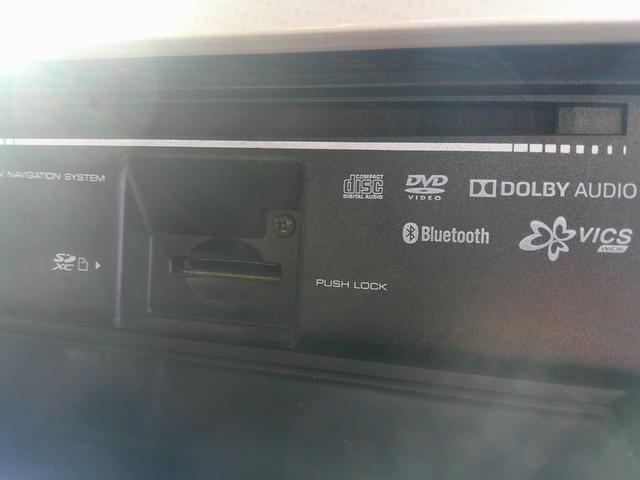 V NAVIGATION SYSTEM
COMPACT
disc
DIGITAL AUDIO
DVD
VIDEO
DOLBY AUDIO
Bluetooth
VICS
WIDE
SD
XC
PUSH LOCK